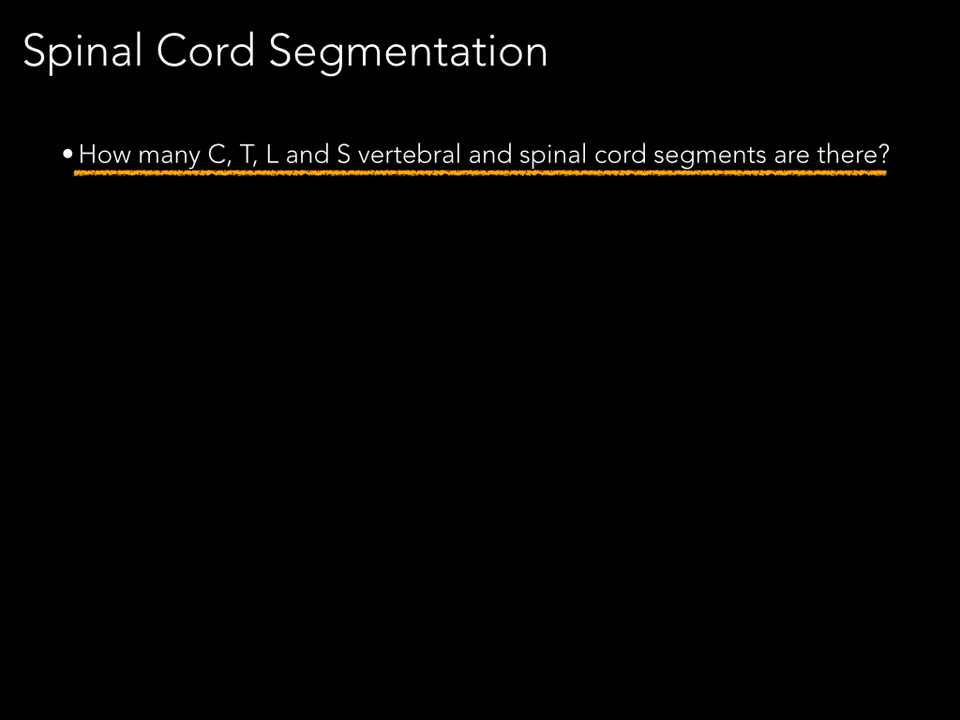 Spinal Cord Segmentation
•How many C, T, L and S vertebral and spinal cord segments are there?